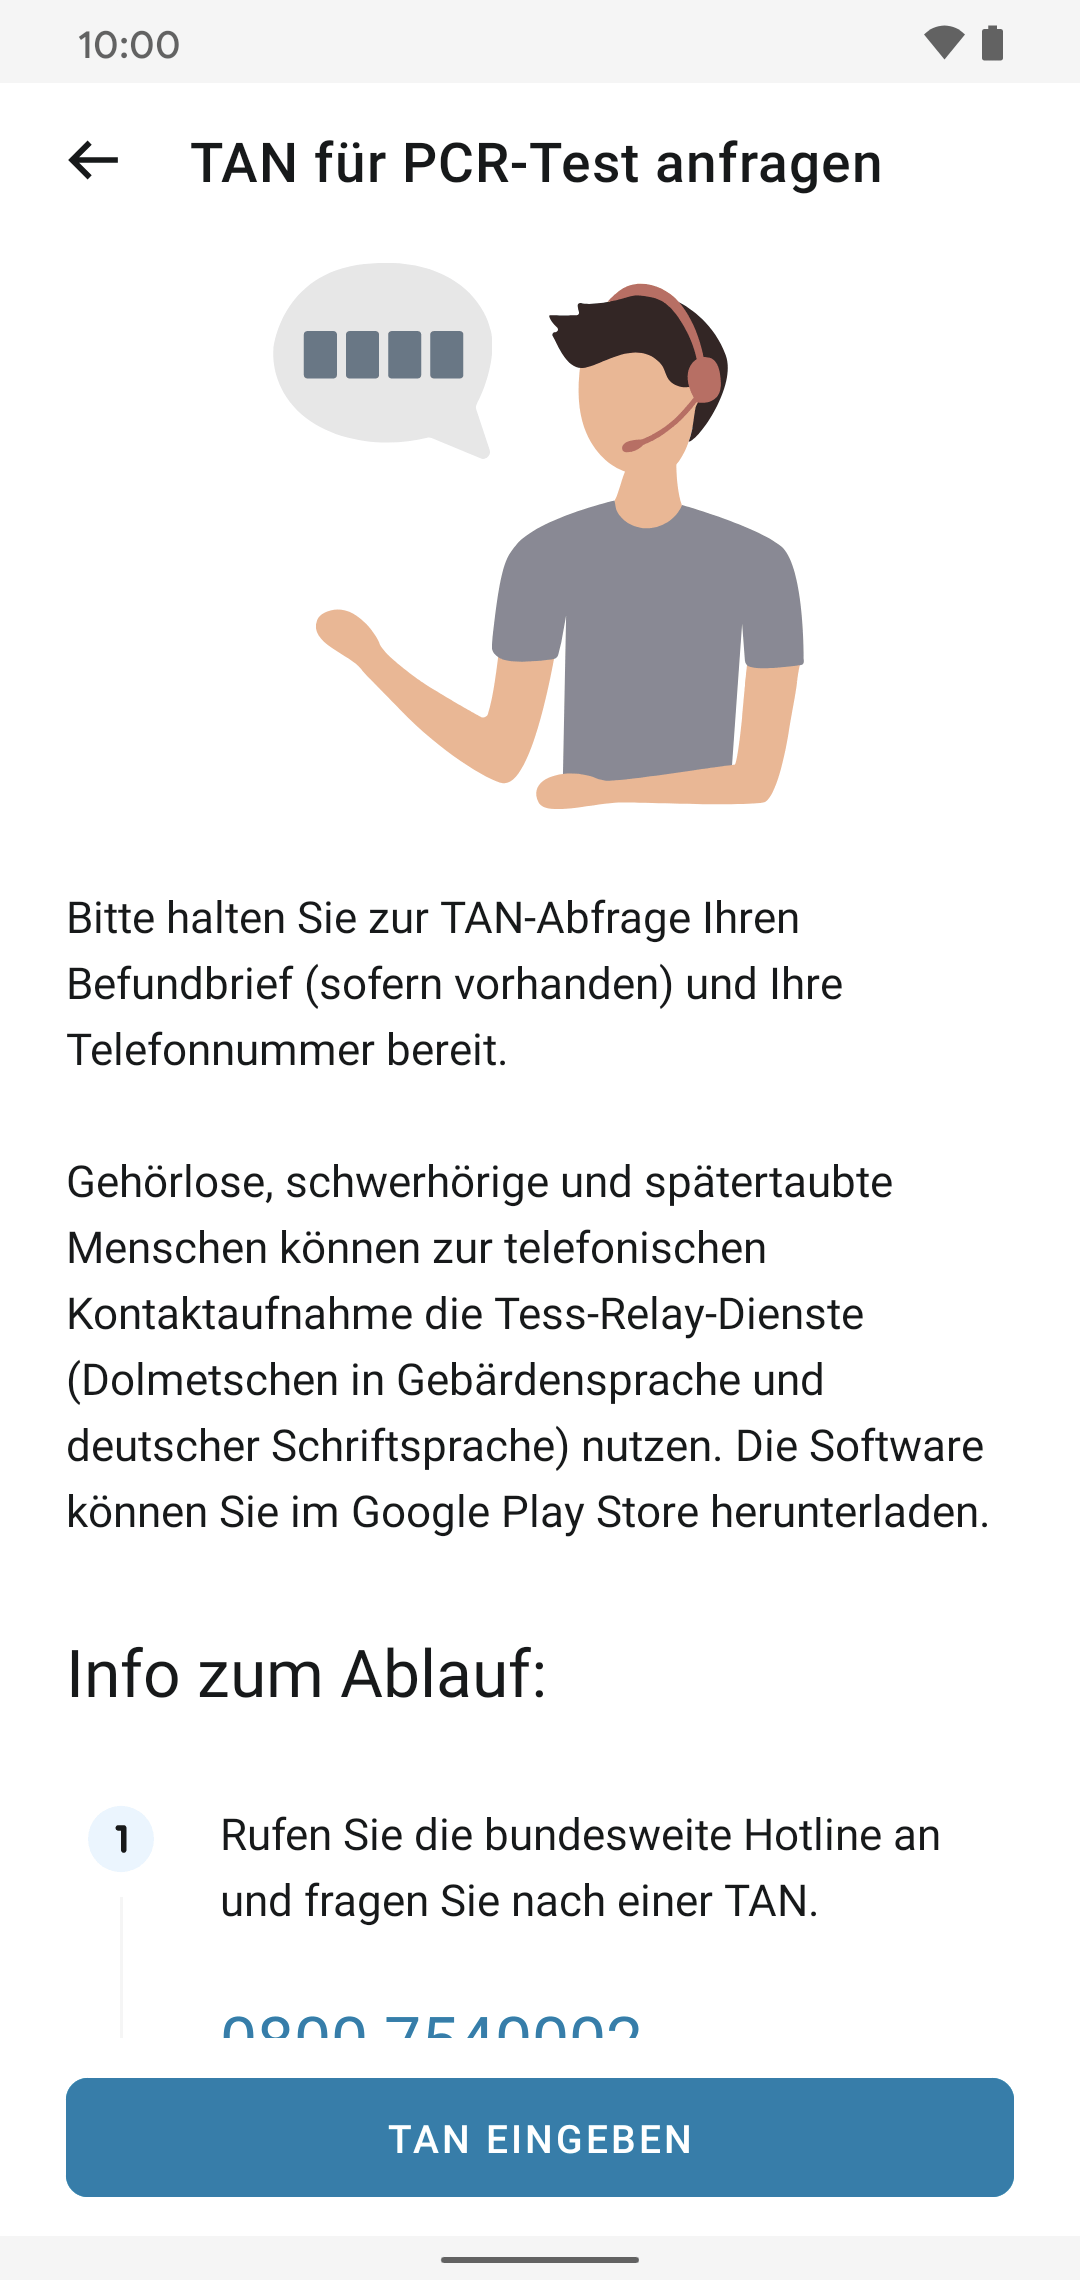 10:00
TAN für PCR-Test anfragen
Bitte halten Sie zur TAN-Abfrage Ihren
Befundbrief (sofern vorhanden) und Ihre
Telefonnummer bereit.
Gehörlose, schwerhörige und spätertaubte
Menschen können zur telefonischen
Kontaktaufnahme die Tess-Relay-Dienste
(Dolmetschen in Gebärdensprache und
deutscher Schriftsprache) nutzen. Die Software
können Sie im Google Play Store herunterladen.
Info zum Ablauf:
1
Rufen Sie die bundesweite Hotline an
und fragen Sie nach einer TAN.
TAN EINGEBEN